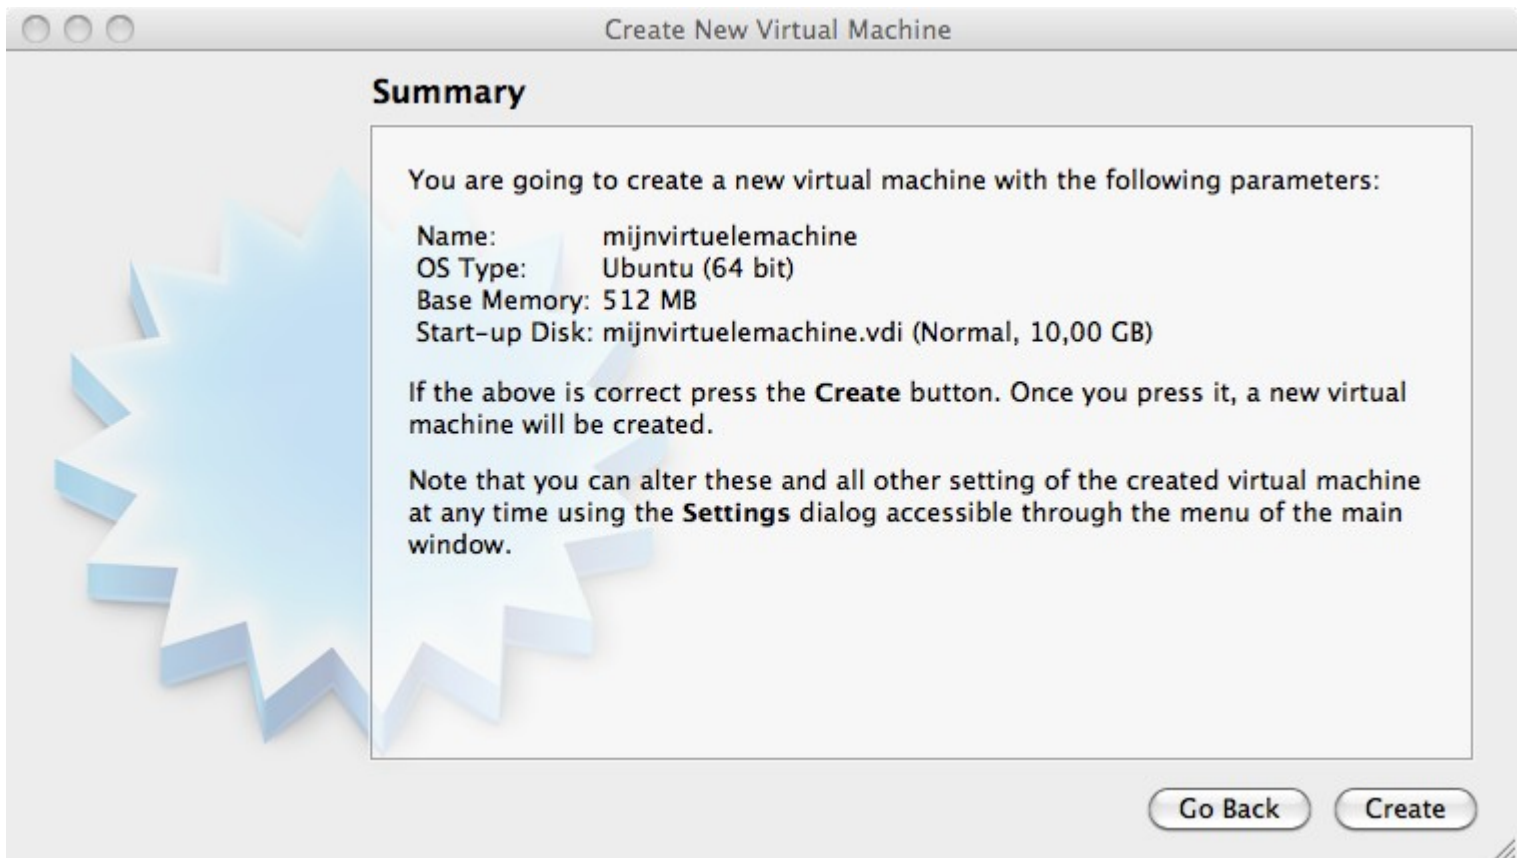 Create New Virtual Machine
Summary
You are going to create a new virtual machine with the following parameters:
Name: mijnvirtuelemachine
OS Type: Ubuntu (64 bit)
Base Memory: 512 MB
Start-up Disk: mijnvirtuelemachine.vdi (Normal, 10,00 GB)
If the above is correct press the Create button. Once you press it, a new virtual
machine will be created.
Note that you can alter these and all other setting of the created virtual machine
at any time using the Settings dialog accessible through the menu of the main
window.
Go Back Create